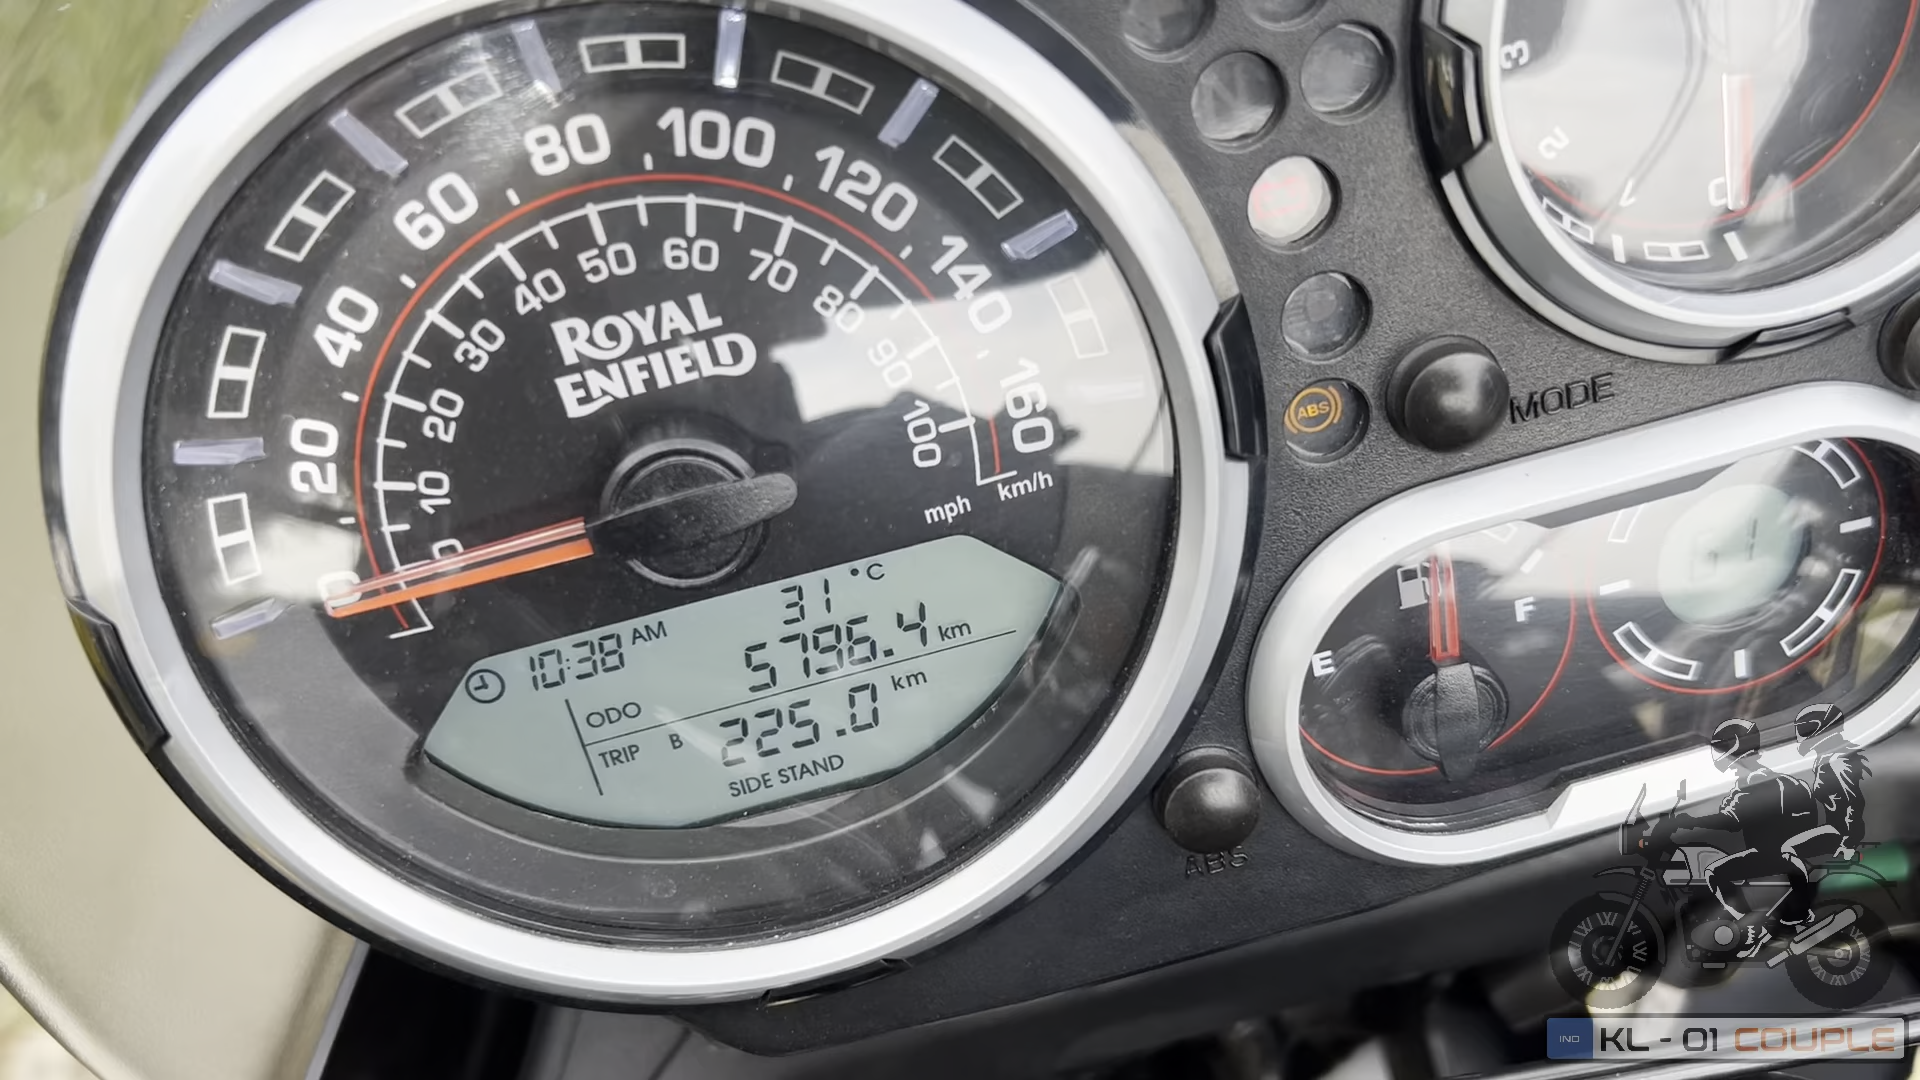 20
40
60
80
100
120
140
160
km/h
0
10
20
30
40
50
60
70
80
90
100
mph
ROYAL
ENFIELD
31 °C
10:38 AM
ODO 5796.4 km
TRIP B 225.0 km
SIDE STAND
ABS
MODE
ABS
0
1
2
3
E
F
IND KL - 01 COUPLE